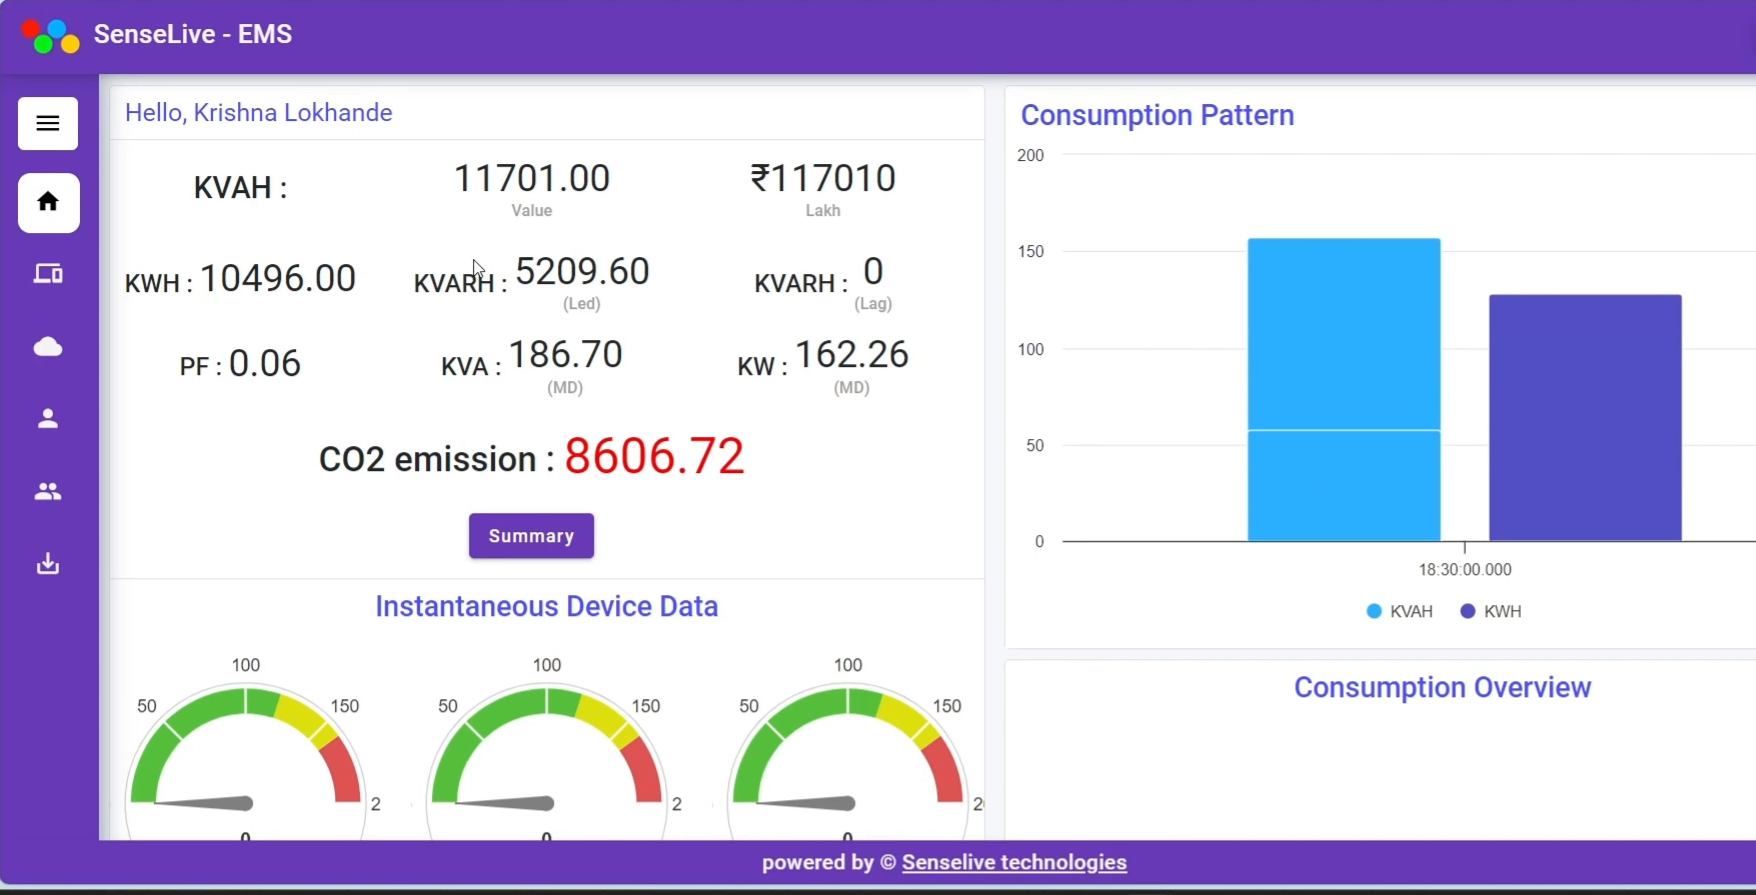 SenseLive - EMS
Hello, Krishna Lokhande
KVAH : 11701.00 ₹117010
Value Lakh
KWH : 10496.00 KVARH : 5209.60 KVARH : 0
(Led) (Lag)
PF : 0.06 KVA : 186.70 KW : 162.26
(MD) (MD)
CO2 emission : 8606.72
Summary
Instantaneous Device Data
100 100 100
50 150 50 150 50 150
2 2
0 0 0
Consumption Pattern
200
150
100
50
0
18:30:00.000
KVAH KWH
Consumption Overview
powered by © Senselive technologies